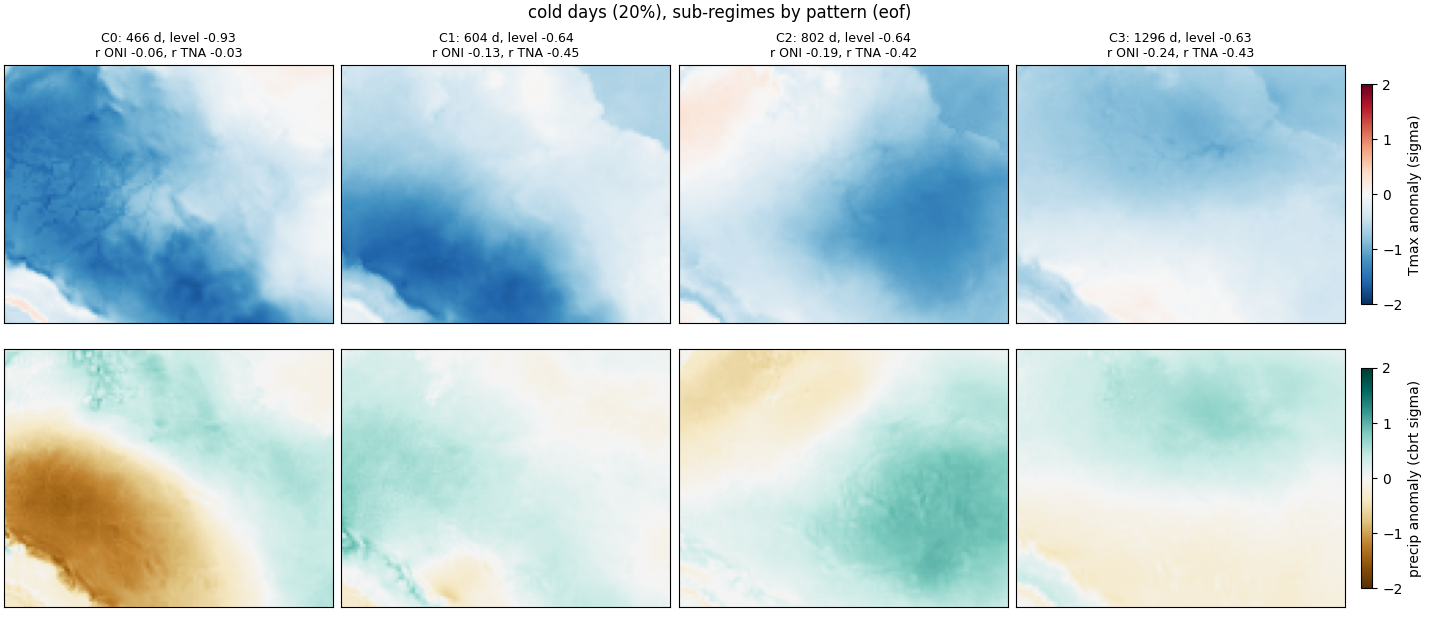 cold days (20%), sub-regimes by pattern (eof)
C0: 466 d, level -0.93
r ONI -0.06, r TNA -0.03
C1: 604 d, level -0.64
r ONI -0.13, r TNA -0.45
C2: 802 d, level -0.64
r ONI -0.19, r TNA -0.42
C3: 1296 d, level -0.63
r ONI -0.24, r TNA -0.43
2
1
0
−1
−2
Tmax anomaly (sigma)
2
1
0
−1
−2
precip anomaly (cbrt sigma)